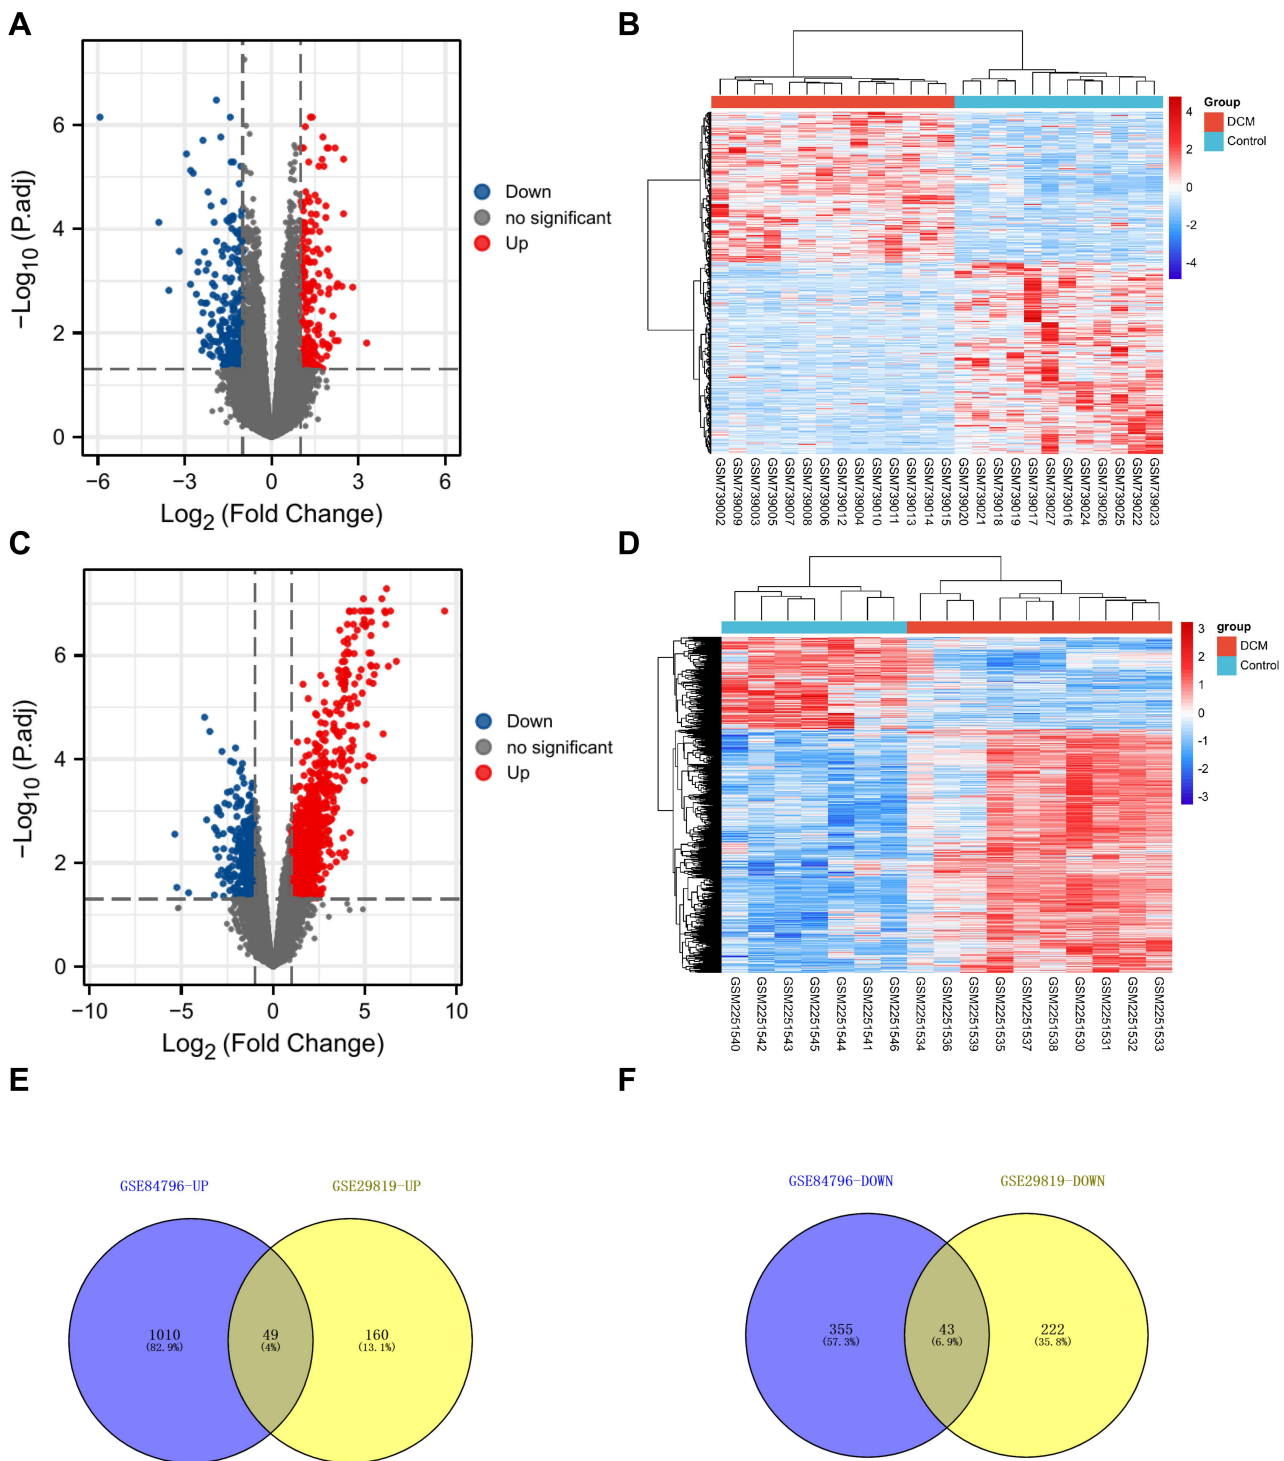 A
6
4
2
0
−6
−3
0
3
6
−Log10 (P.adj)
Log2 (Fold Change)
Down
no significant
Up
B
4
2
0
-2
-4
Group
DCM
Control
GSM739002
GSM739009
GSM739003
GSM739005
GSM739007
GSM739008
GSM739006
GSM739012
GSM739004
GSM739010
GSM739011
GSM739013
GSM739014
GSM739015
GSM739020
GSM739021
GSM739018
GSM739019
GSM739017
GSM739027
GSM739016
GSM739024
GSM739026
GSM739025
GSM739022
GSM739023
C
6
4
2
0
−10
−5
0
5
10
−Log10 (P.adj)
Log2 (Fold Change)
Down
no significant
Up
D
3
2
1
0
-1
-2
-3
group
DCM
Control
GSM2251540
GSM2251542
GSM2251543
GSM2251545
GSM2251544
GSM2251541
GSM2251546
GSM2251534
GSM2251536
GSM2251539
GSM2251535
GSM2251537
GSM2251538
GSM2251530
GSM2251531
GSM2251532
GSM2251533
E
GSE84796-UP
GSE29819-UP
1010
(82.9%)
49
(4%)
160
(13.1%)
F
GSE84796-DOWN
GSE29819-DOWN
355
(57.3%)
43
(6.9%)
222
(35.8%)